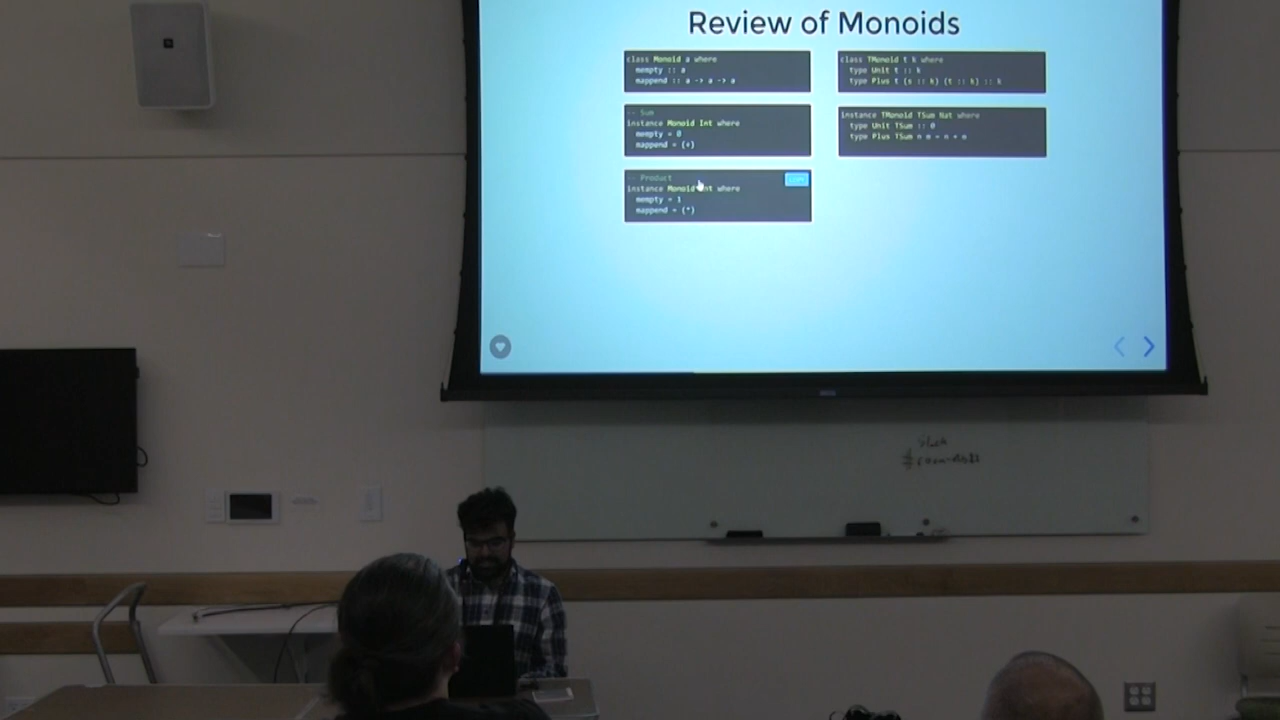 Review of Monoids
class Monoid a where
mempty :: a
mappend :: a -> a -> a
-- Sum
instance Monoid Int where
mempty = 0
mappend = (+)
-- Product
instance Monoid Int where
mempty = 1
mappend = (*)
class TMonoid t k where
type Unit t :: k
type Plus t (s :: k) (t :: k) :: k
instance TMonoid TSum Nat where
type Unit TSum :: 0
type Plus TSum n m = n + m